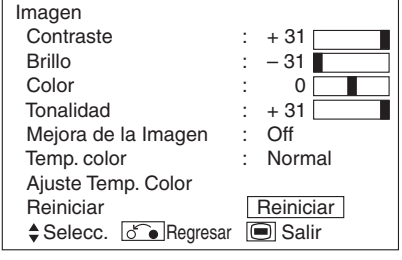 Imagen
Contraste : + 31
Brillo : – 31
Color : 0
Tonalidad : + 31
Mejora de la Imagen : Off
Temp. color : Normal
Ajuste Temp. Color
Reiniciar Reiniciar
Selecc. Regresar Salir